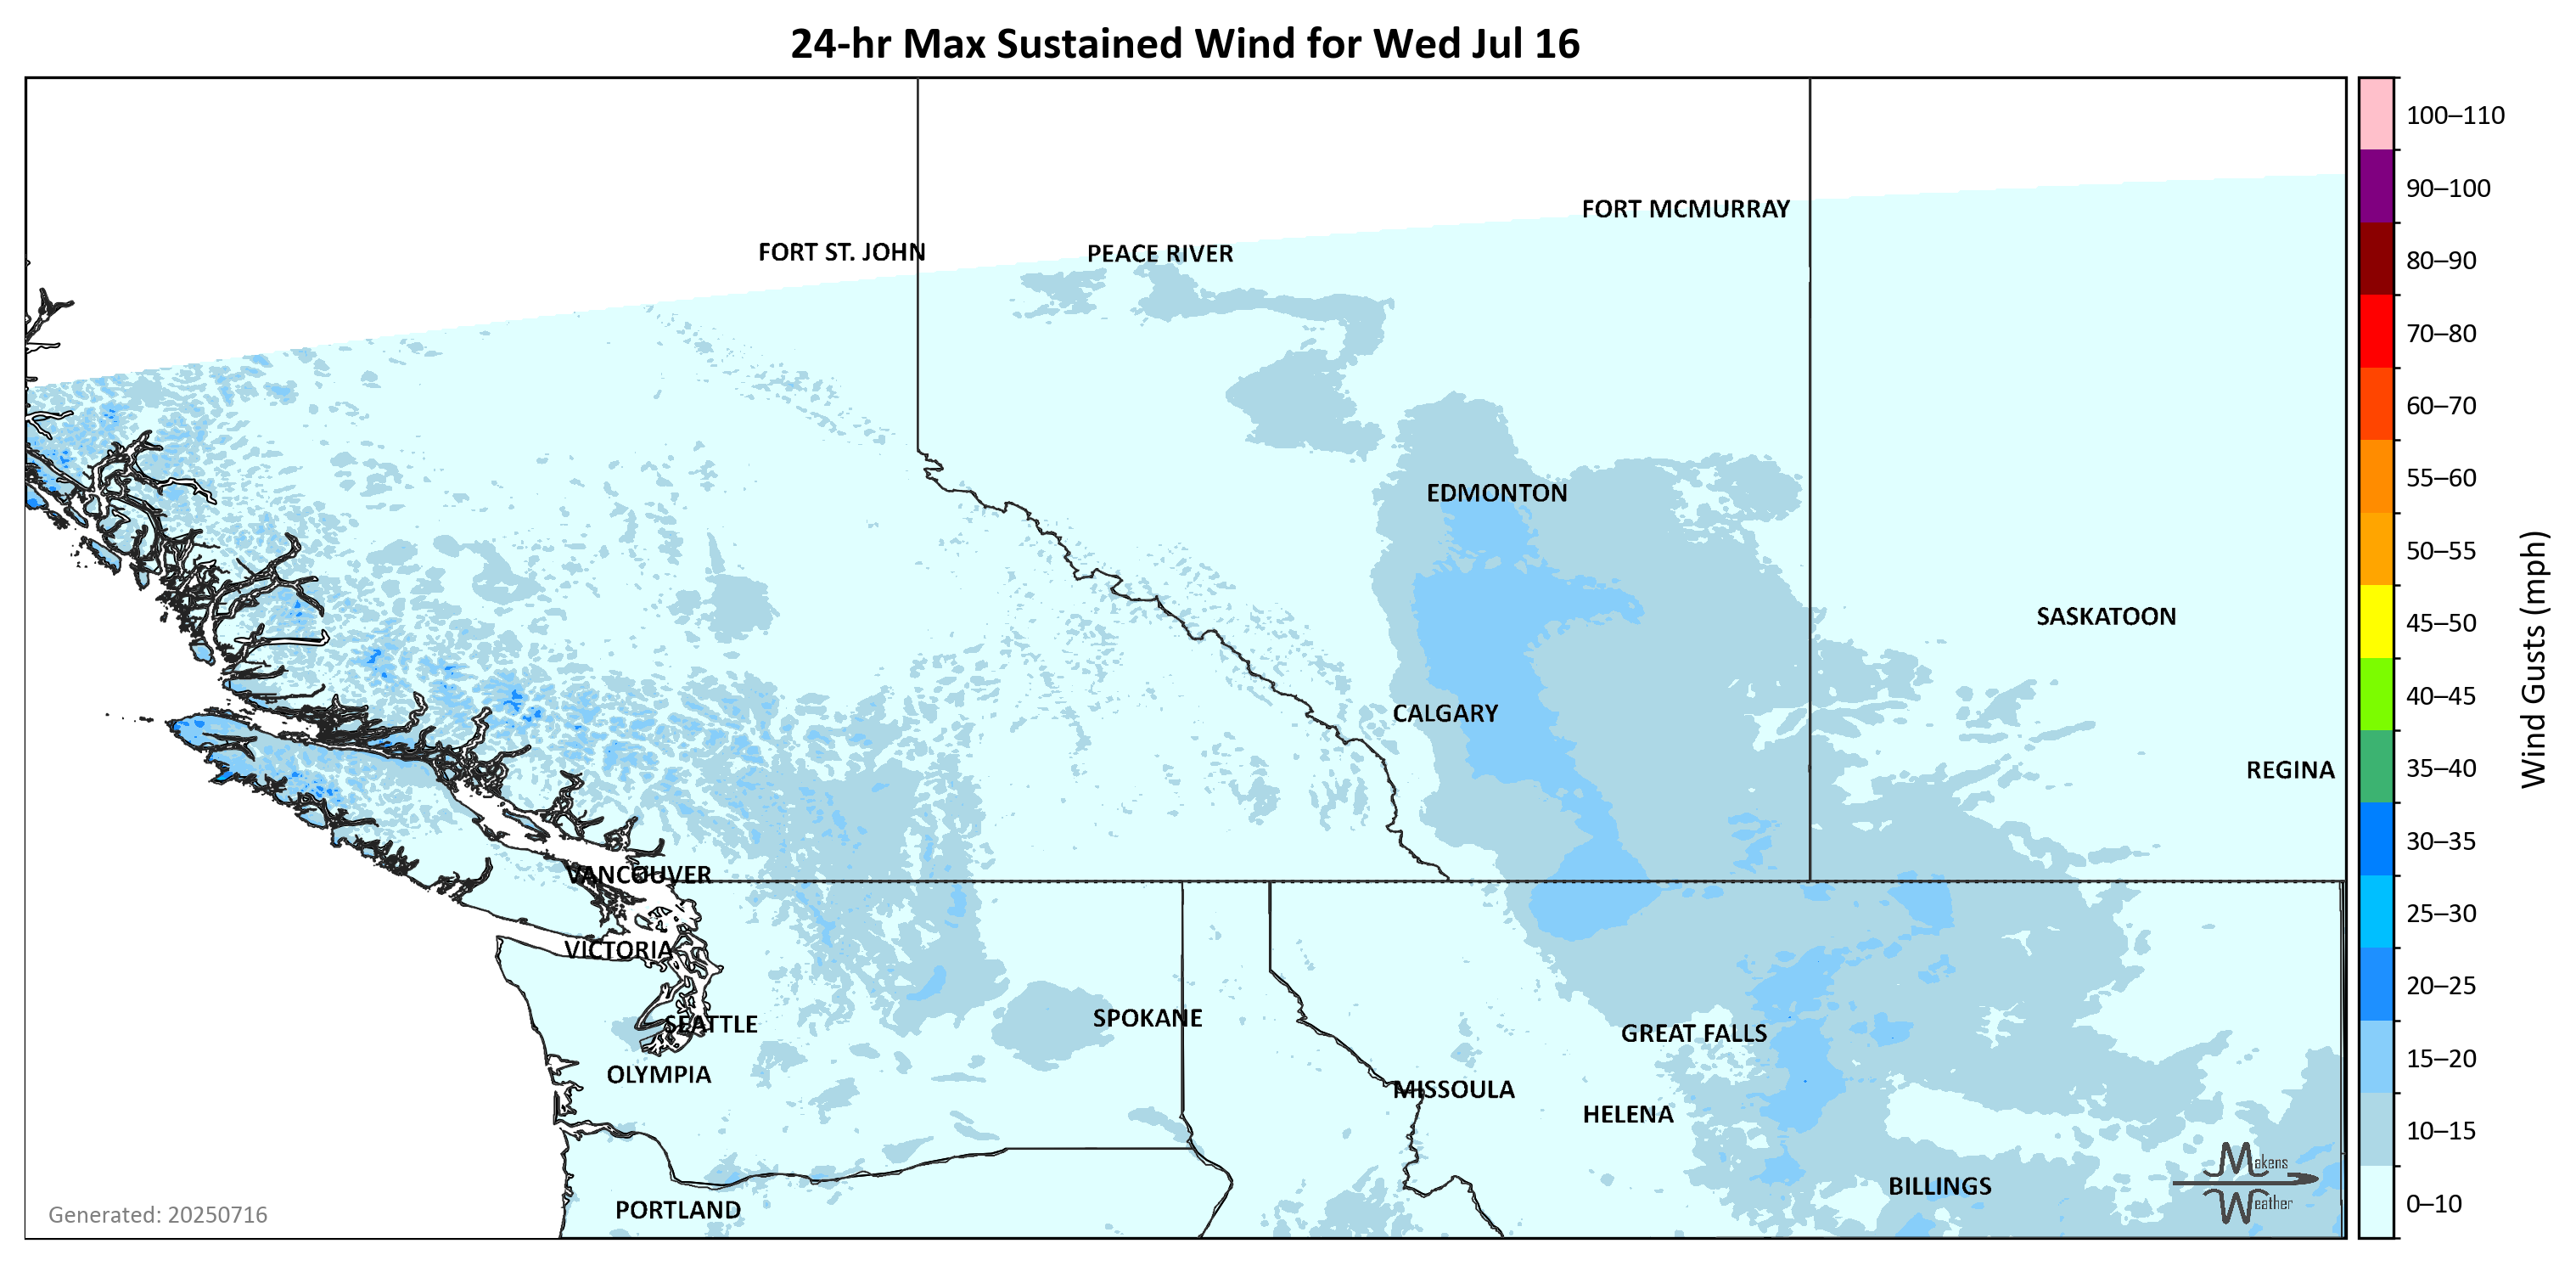 24-hr Max Sustained Wind for Wed Jul 16
100–110
90–100
80–90
70–80
60–70
55–60
50–55
45–50
40–45
35–40
30–35
25–30
20–25
15–20
10–15
0–10
Wind Gusts (mph)
FORT MCMURRAY
FORT ST. JOHN
PEACE RIVER
EDMONTON
SASKATOON
CALGARY
REGINA
VANCOUVER
VICTORIA
SEATTLE
SPOKANE
GREAT FALLS
OLYMPIA
MISSOULA
HELENA
BILLINGS
PORTLAND
Makens
Weather
Generated: 20250716